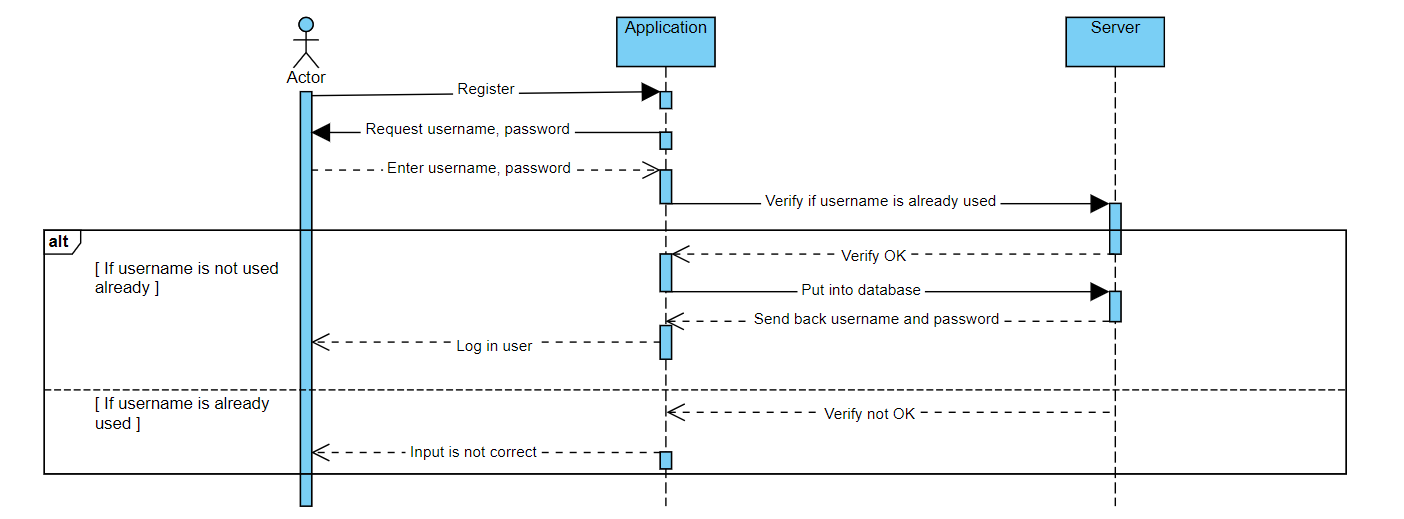 Application
Server
Actor
Register
Request username, password
Enter username, password
Verify if username is already used
alt
[ If username is not used
already ]
Verify OK
Put into database
Send back username and password
Log in user
[ If username is already
used ]
Verify not OK
Input is not correct